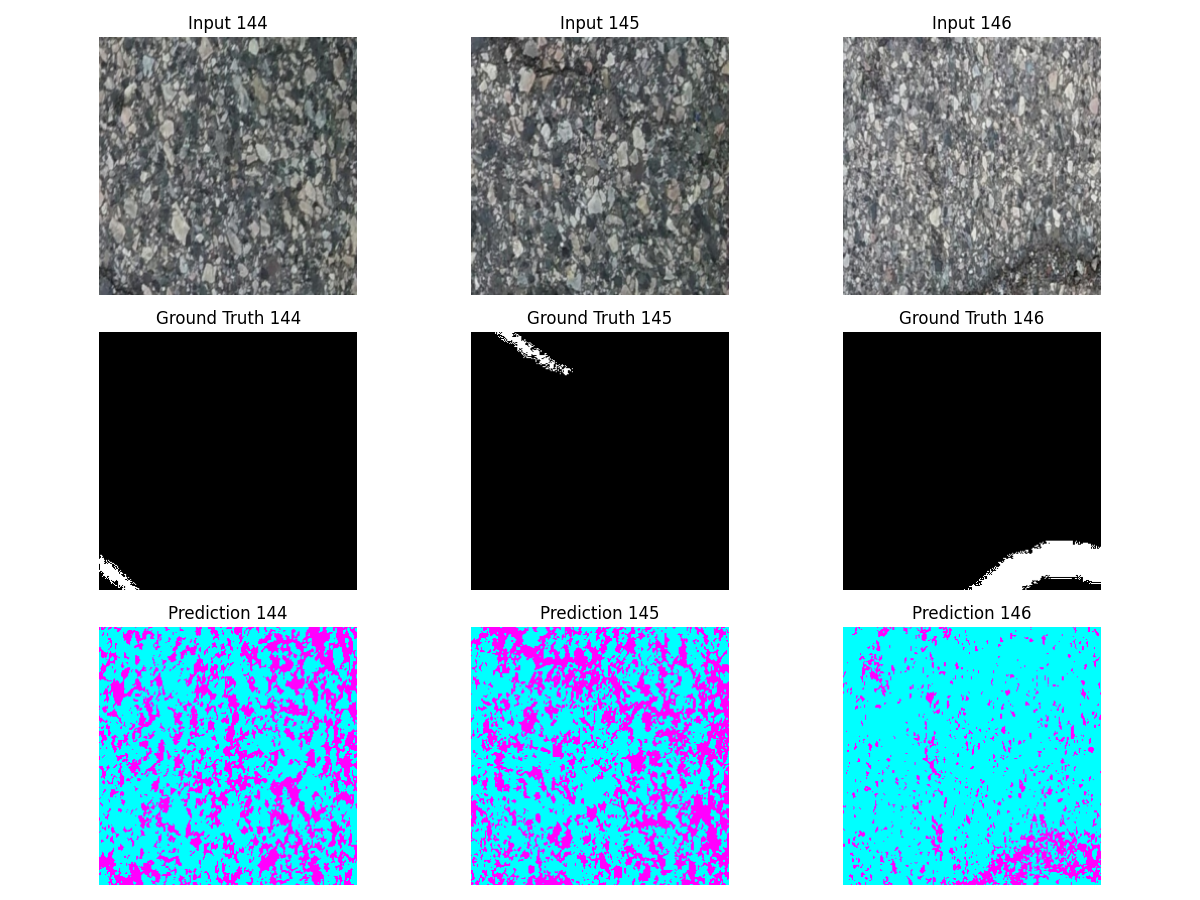 Input 144
Input 145
Input 146
Ground Truth 144
Ground Truth 145
Ground Truth 146
Prediction 144
Prediction 145
Prediction 146